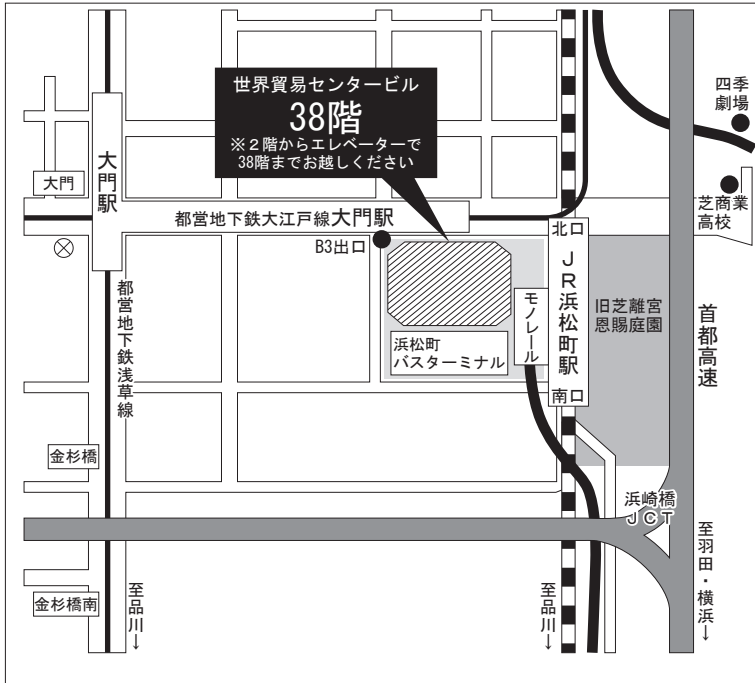 世界貿易センタービル
38階
※２階からエレベーターで
38階までお越しください
四季
劇場
大門駅
大門
芝商業
高校
都営地下鉄大江戸線大門駅
B3出口
北口
ＪＲ浜松町駅
南口
モノレール
浜松町
バスターミナル
旧芝離宮
恩賜庭園
首都高速
都営地下鉄浅草線
金杉橋
浜崎橋
ＪＣＴ
金杉橋南
至品川→
至品川→
至羽田・横浜→